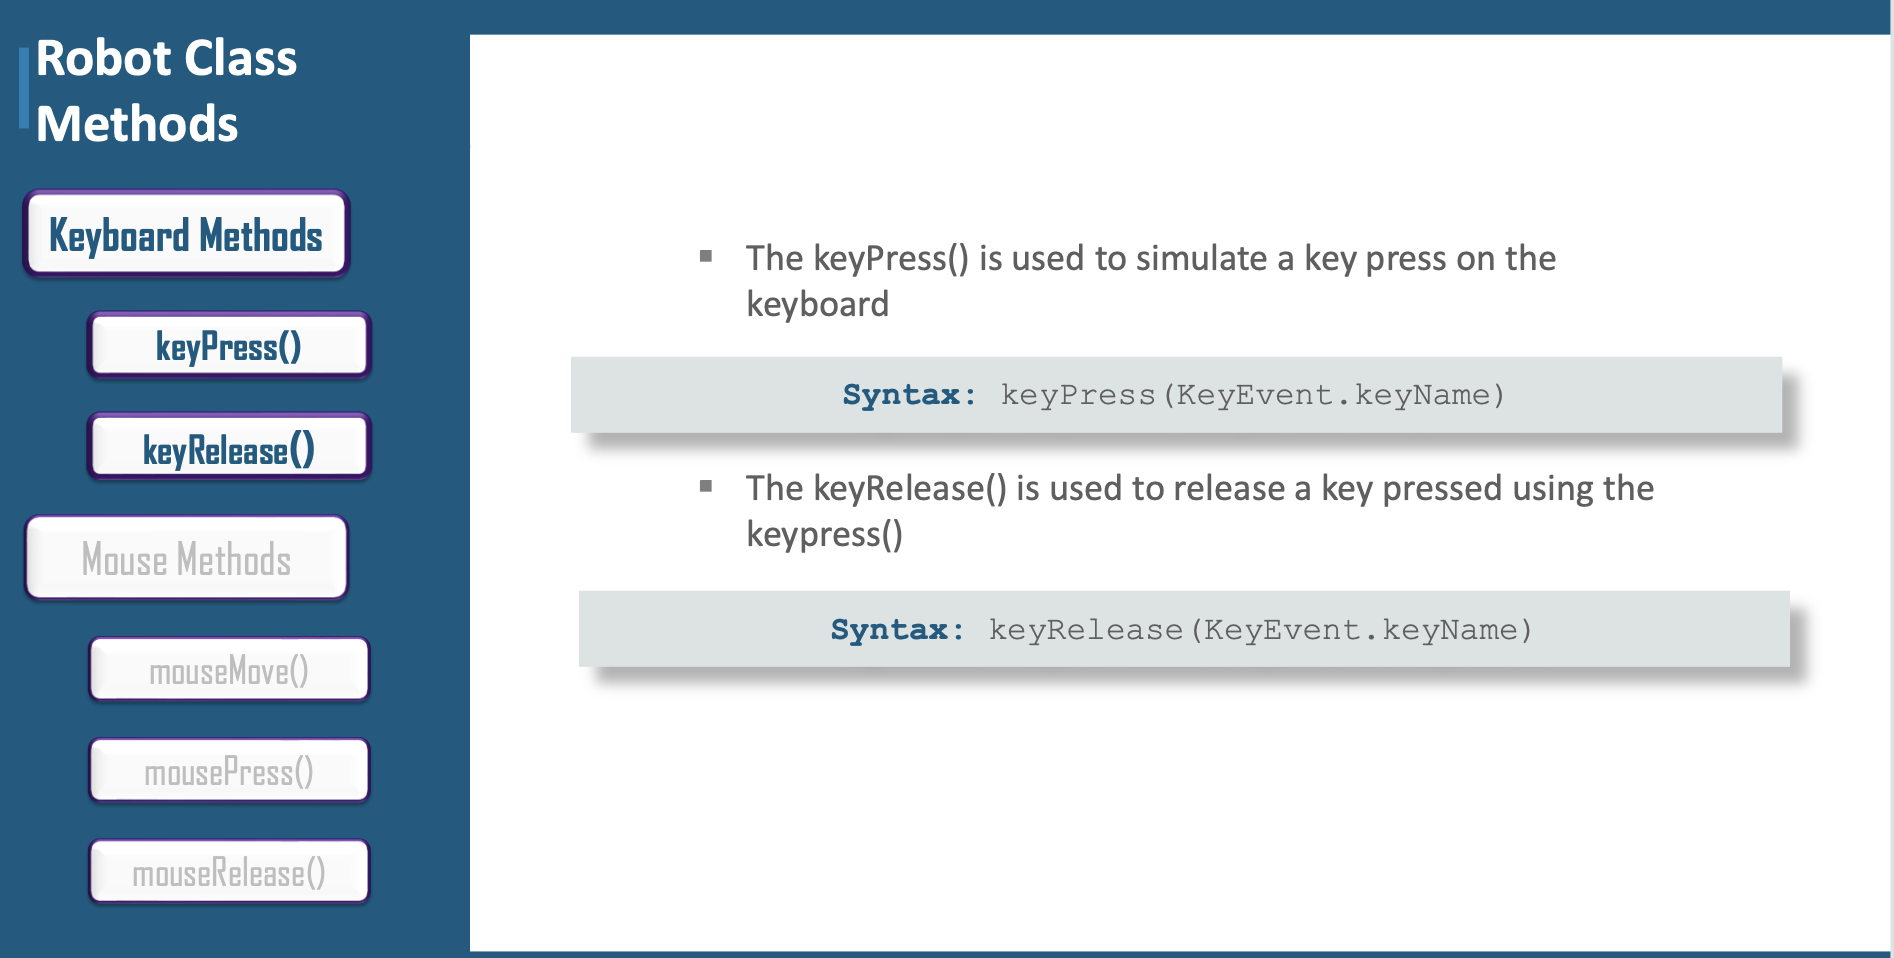 Robot Class
Methods
Keyboard Methods
keyPress()
keyRelease()
Mouse Methods
mouseMove()
mousePress()
mouseRelease()
▪ The keyPress() is used to simulate a key press on the
keyboard
Syntax: keyPress(KeyEvent.keyName)
▪ The keyRelease() is used to release a key pressed using the
keypress()
Syntax: keyRelease(KeyEvent.keyName)